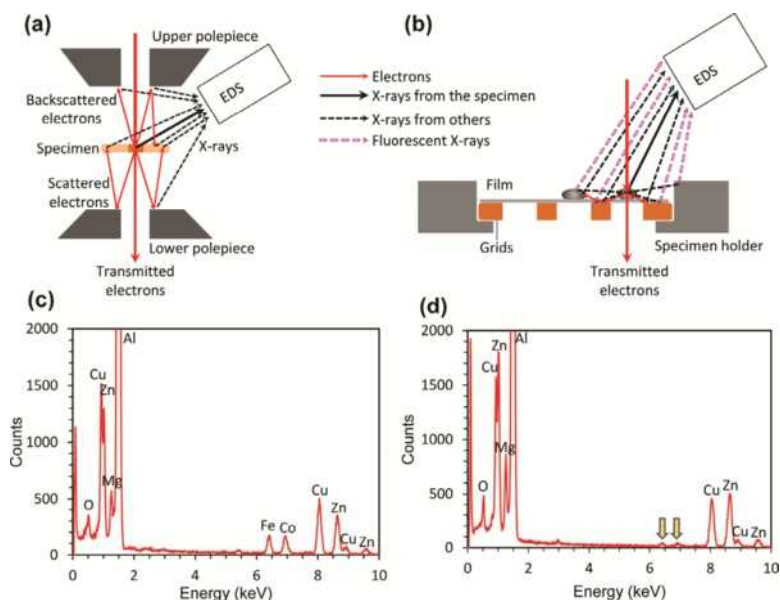 (a)
Upper polepiece
EDS
Backscattered
electrons
Specimen
X-rays
Scattered
electrons
Lower polepiece
Transmitted
electrons
Electrons
X-rays from the specimen
X-rays from others
Fluorescent X-rays
(b)
EDS
Film
Grids
Specimen holder
Transmitted
electrons
(c)
2000
1500
1000
500
0
Counts
0 2 4 6 8 10
Energy (keV)
O
Cu
Zn
Mg
Al
Fe
Co
Cu
Zn
Cu
Zn
(d)
2000
1500
1000
500
0
Counts
0 2 4 6 8 10
Energy (keV)
O
Cu
Zn
Mg
Al
Cu
Zn
Cu
Zn